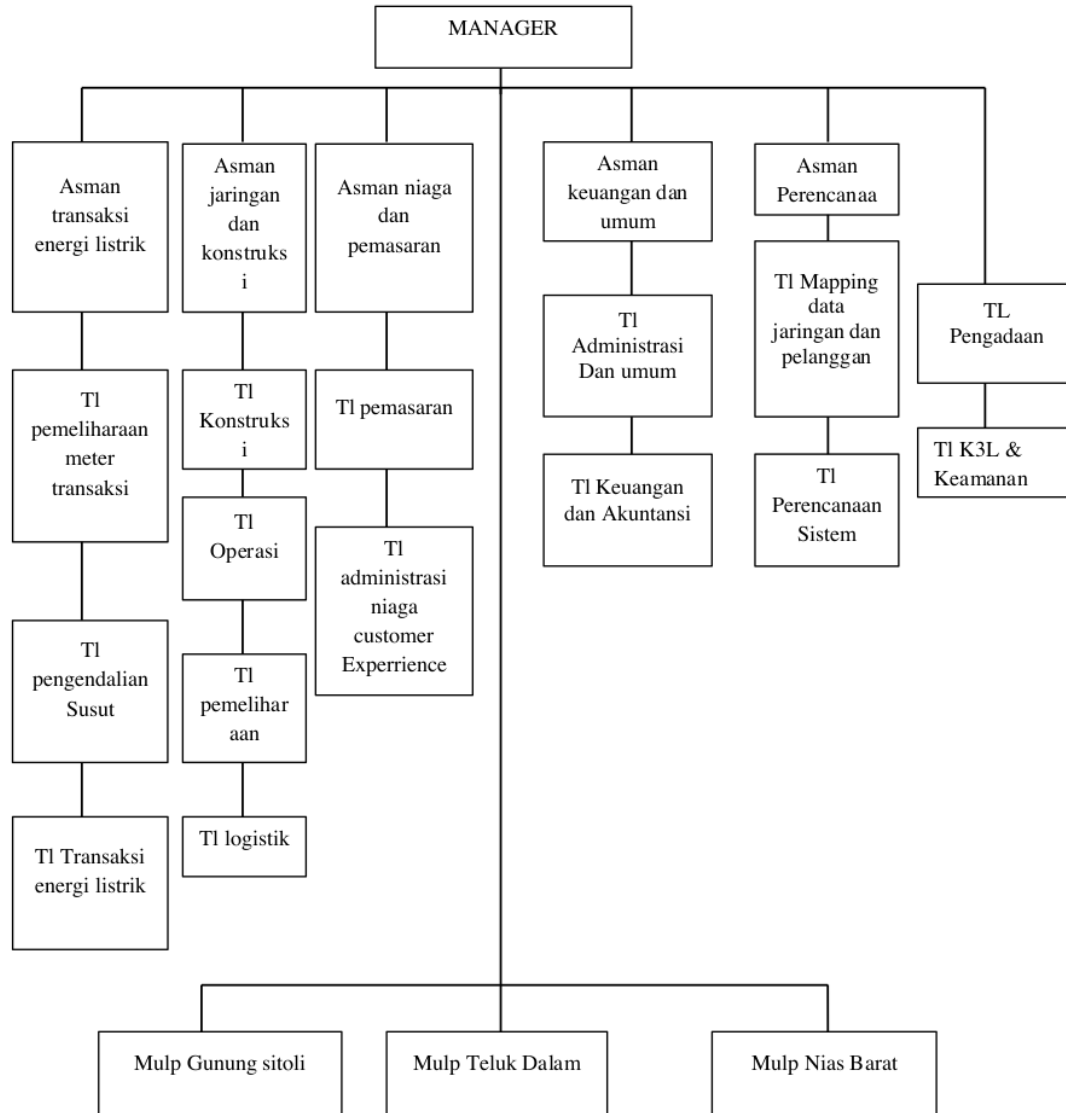 MANAGER
Asman
transaksi
energi listrik
Tl
pemeliharaan
meter
transaksi
Tl
pengendalian
Susut
Tl Transaksi
energi listrik
Asman
jaringan
dan
konstruks
i
Tl
Konstruks
i
Tl
Operasi
Tl
pemelihar
aan
Tl logistik
Asman niaga
dan
pemasaran
Tl pemasaran
Tl
administrasi
niaga
customer
Experrience
Asman
keuangan dan
umum
Tl
Administrasi
Dan umum
Tl Keuangan
dan Akuntansi
Asman
Perencanaa
Tl Mapping
data
jaringan dan
pelanggan
Tl
Perencanaan
Sistem
TL
Pengadaan
Tl K3L &
Keamanan
Mulp Gunung sitoli
Mulp Teluk Dalam
Mulp Nias Barat